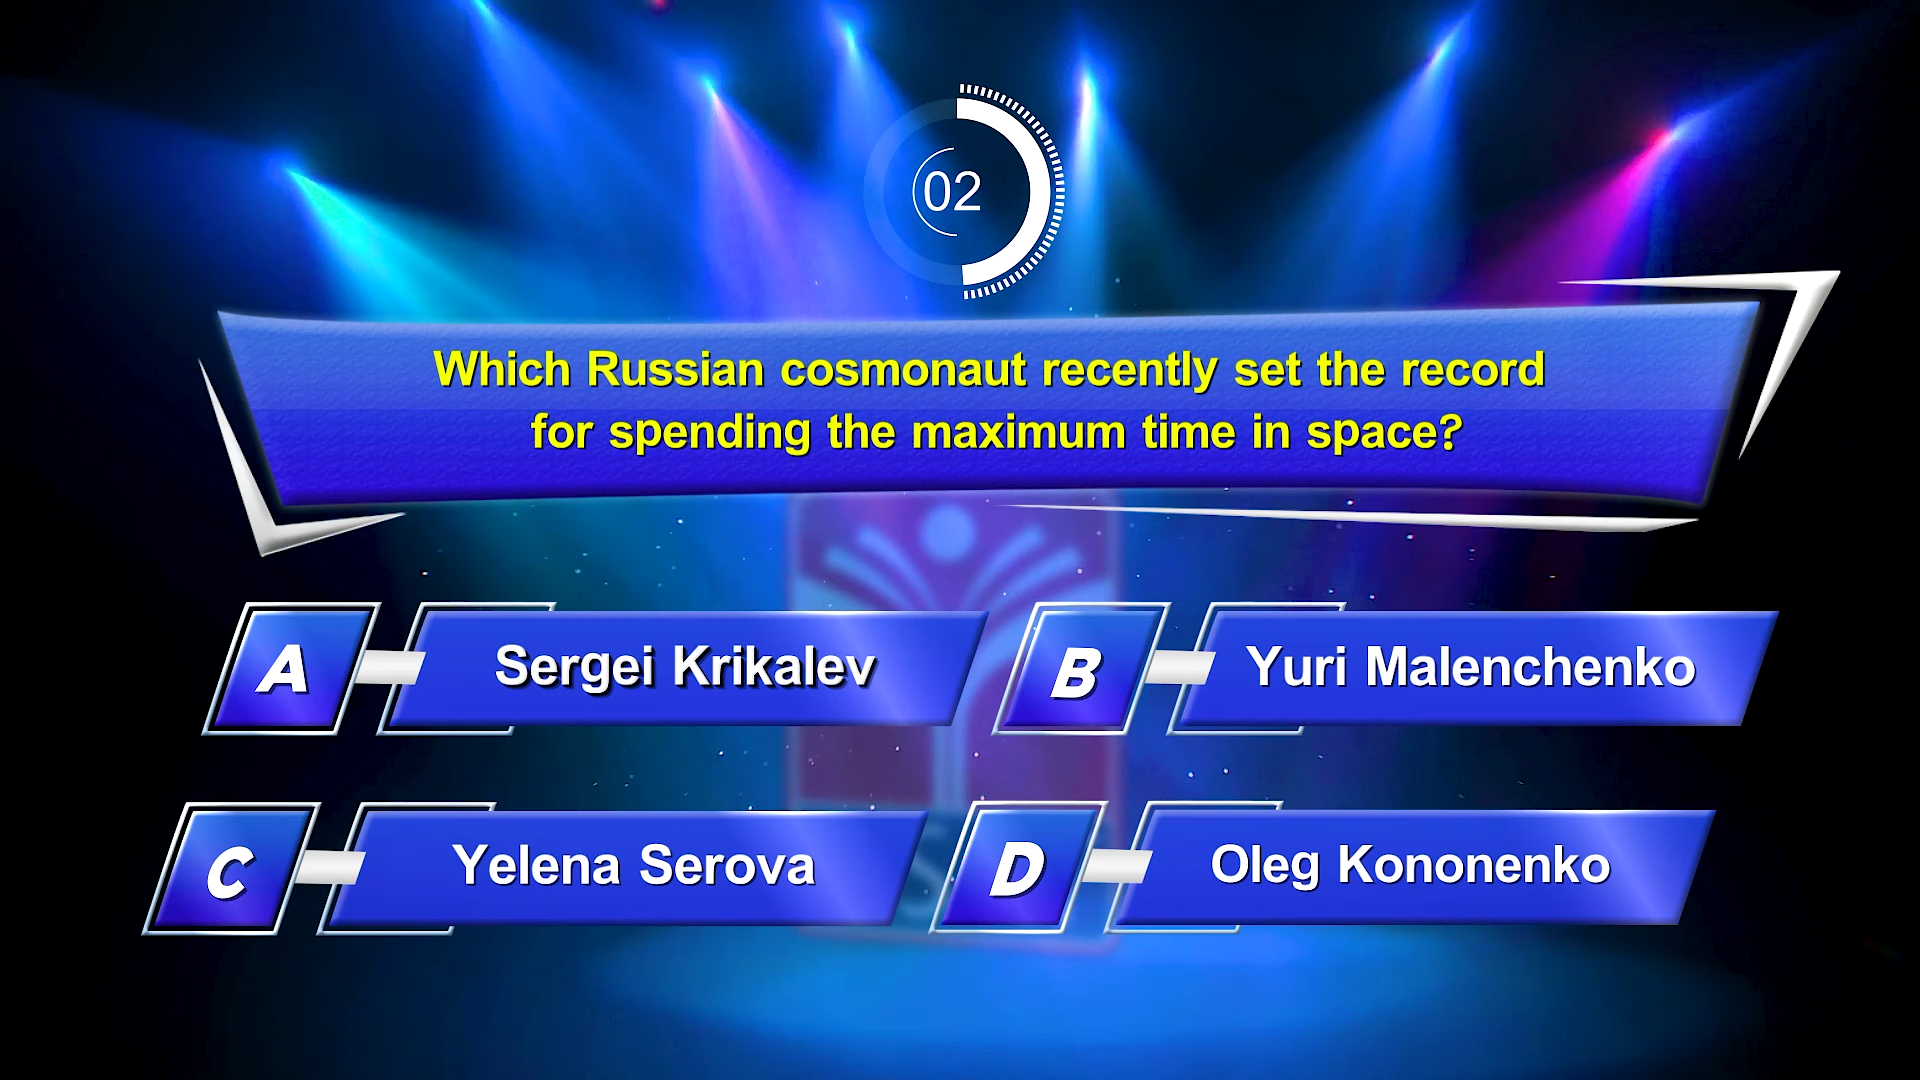 02
Which Russian cosmonaut recently set the record
for spending the maximum time in space?
A Sergei Krikalev
B Yuri Malenchenko
C Yelena Serova
D Oleg Kononenko